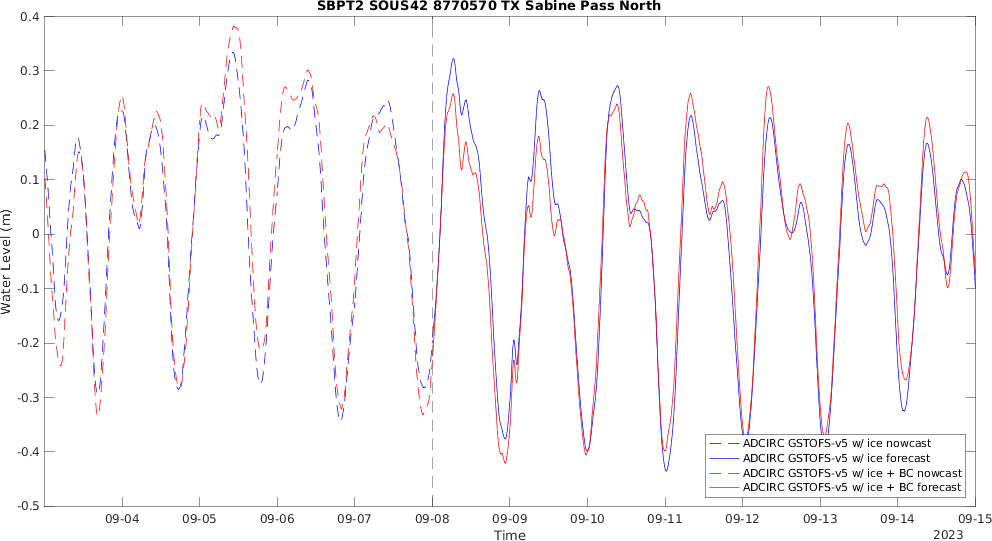 SBPT2 SOUS42 8770570 TX Sabine Pass North
0.4
0.3
0.2
0.1
0
-0.1
-0.2
-0.3
-0.4
-0.5
Water Level (m)
ADCIRC GSTOFS-v5 w/ ice nowcast
ADCIRC GSTOFS-v5 w/ ice forecast
ADCIRC GSTOFS-v5 w/ ice + BC nowcast
ADCIRC GSTOFS-v5 w/ ice + BC forecast
09-04 09-05 09-06 09-07 09-08 09-09 09-10 09-11 09-12 09-13 09-14 09-15
Time
2023